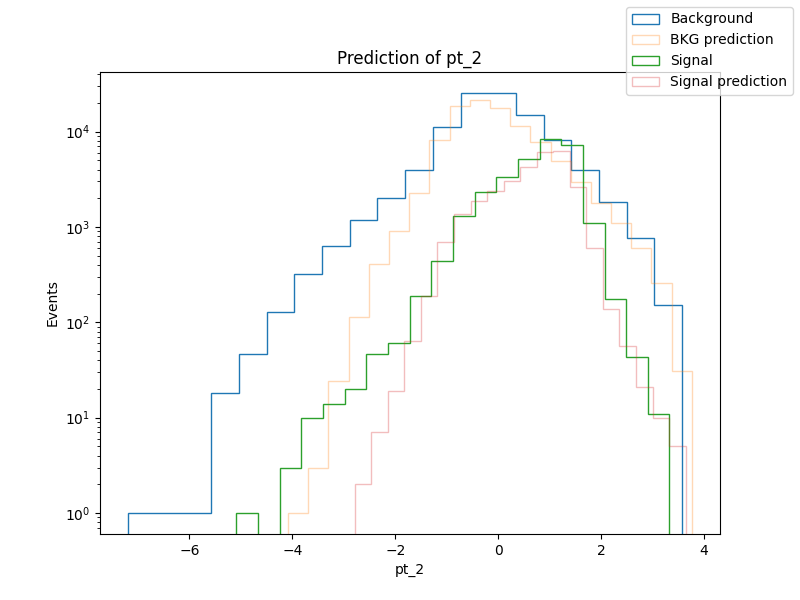 Prediction of pt_2
Background
BKG prediction
Signal
Signal prediction
Events
10⁴
10³
10²
10¹
10⁰
−6
−4
−2
0
2
4
pt_2